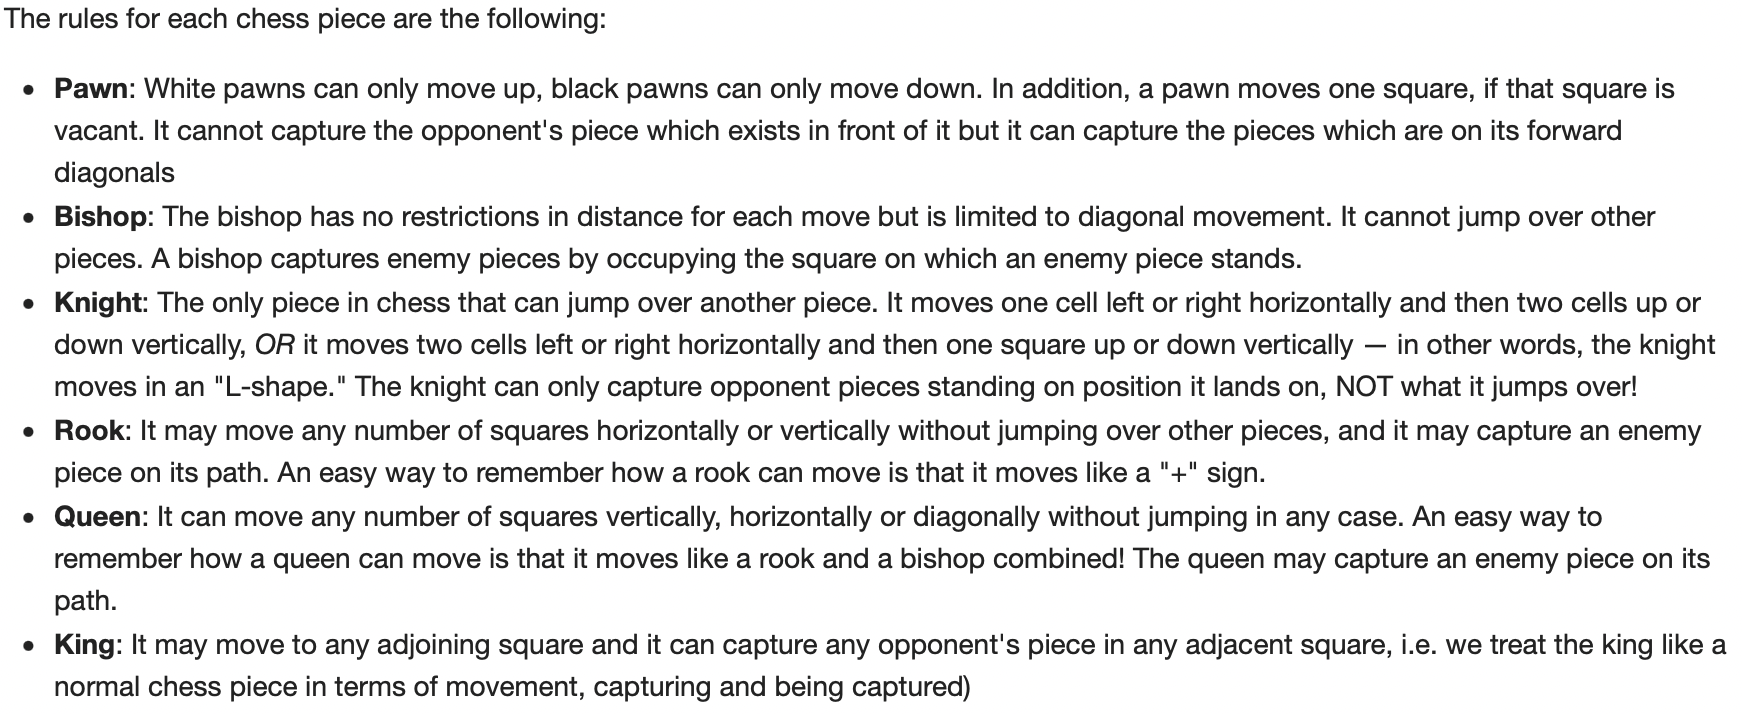 The rules for each chess piece are the following:
• Pawn: White pawns can only move up, black pawns can only move down. In addition, a pawn moves one square, if that square is
vacant. It cannot capture the opponent's piece which exists in front of it but it can capture the pieces which are on its forward
diagonals
• Bishop: The bishop has no restrictions in distance for each move but is limited to diagonal movement. It cannot jump over other
pieces. A bishop captures enemy pieces by occupying the square on which an enemy piece stands.
• Knight: The only piece in chess that can jump over another piece. It moves one cell left or right horizontally and then two cells up or
down vertically, OR it moves two cells left or right horizontally and then one square up or down vertically — in other words, the knight
moves in an "L-shape." The knight can only capture opponent pieces standing on position it lands on, NOT what it jumps over!
• Rook: It may move any number of squares horizontally or vertically without jumping over other pieces, and it may capture an enemy
piece on its path. An easy way to remember how a rook can move is that it moves like a "+" sign.
• Queen: It can move any number of squares vertically, horizontally or diagonally without jumping in any case. An easy way to
remember how a queen can move is that it moves like a rook and a bishop combined! The queen may capture an enemy piece on its
path.
• King: It may move to any adjoining square and it can capture any opponent's piece in any adjacent square, i.e. we treat the king like a
normal chess piece in terms of movement, capturing and being captured)